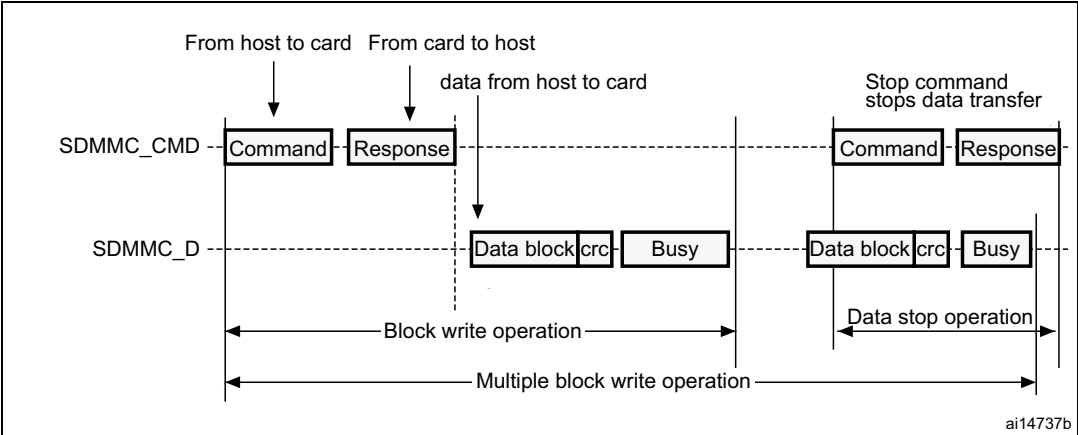 From host to card
From card to host
data from host to card
Stop command
stops data transfer
SDMMC_CMD
Command
Response
Command
Response
SDMMC_D
Data block
crc
Busy
Data block
crc
Busy
Block write operation
Data stop operation
Multiple block write operation
ai14737b